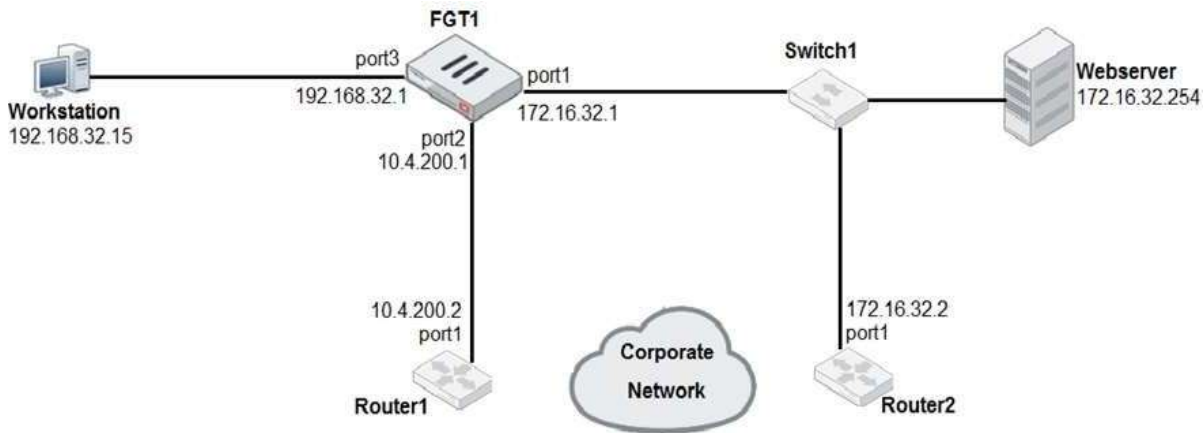 FGT1
port3
192.168.32.1
port1
172.16.32.1
Switch1
Webserver
172.16.32.254
Workstation
192.168.32.15
port2
10.4.200.1
10.4.200.2
port1
Router1
Corporate
Network
172.16.32.2
port1
Router2